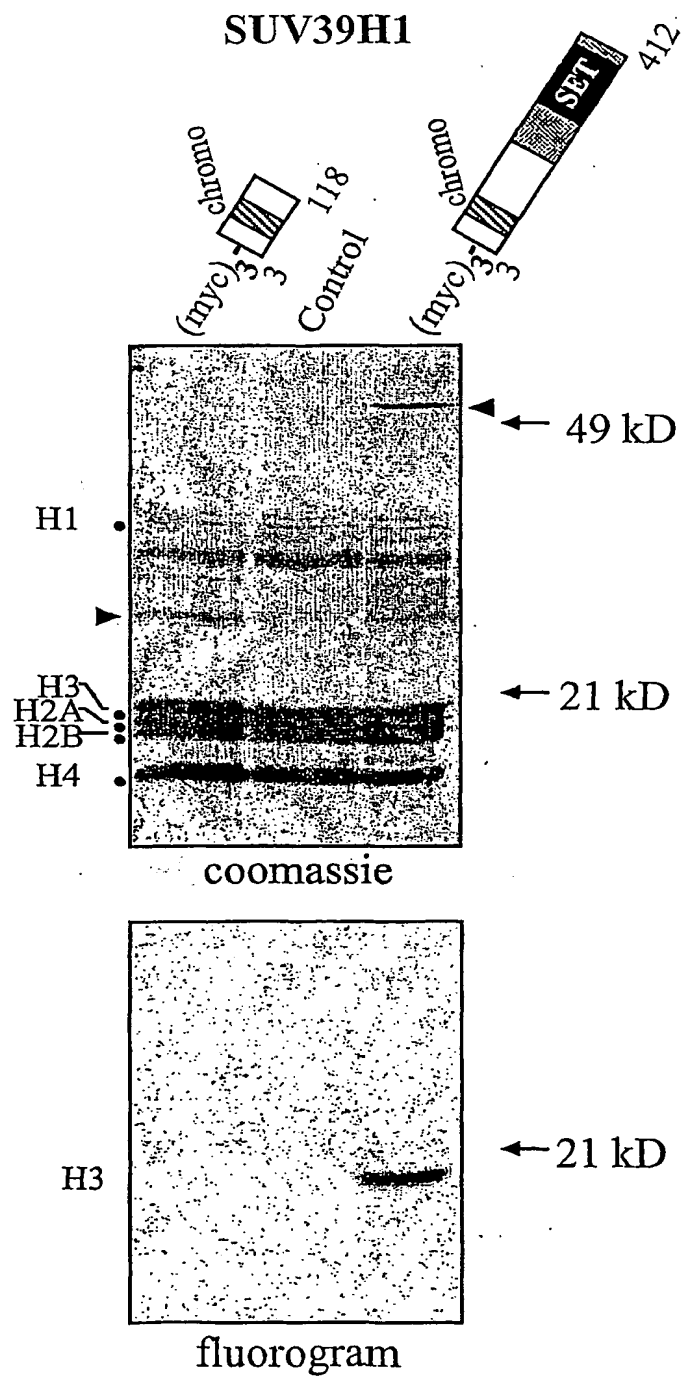 SUV39H1
chromo
118
(myc)3
3
Control
chromo
SET
412
(myc)3
3
49 kD
H1
21 kD
H3
H2A
H2B
H4
coomassie
21 kD
H3
fluorogram